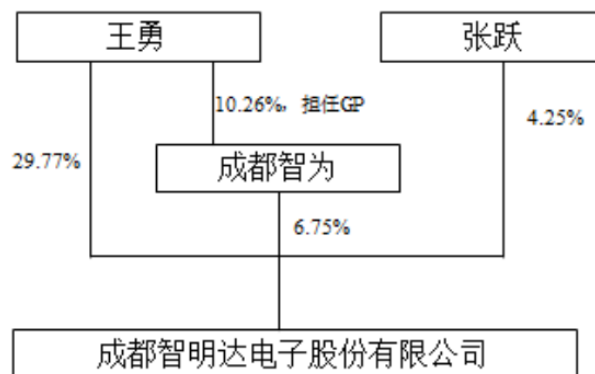 王勇
张跃
10.26%，担任GP
4.25%
29.77%
成都智为
6.75%
成都智明达电子股份有限公司